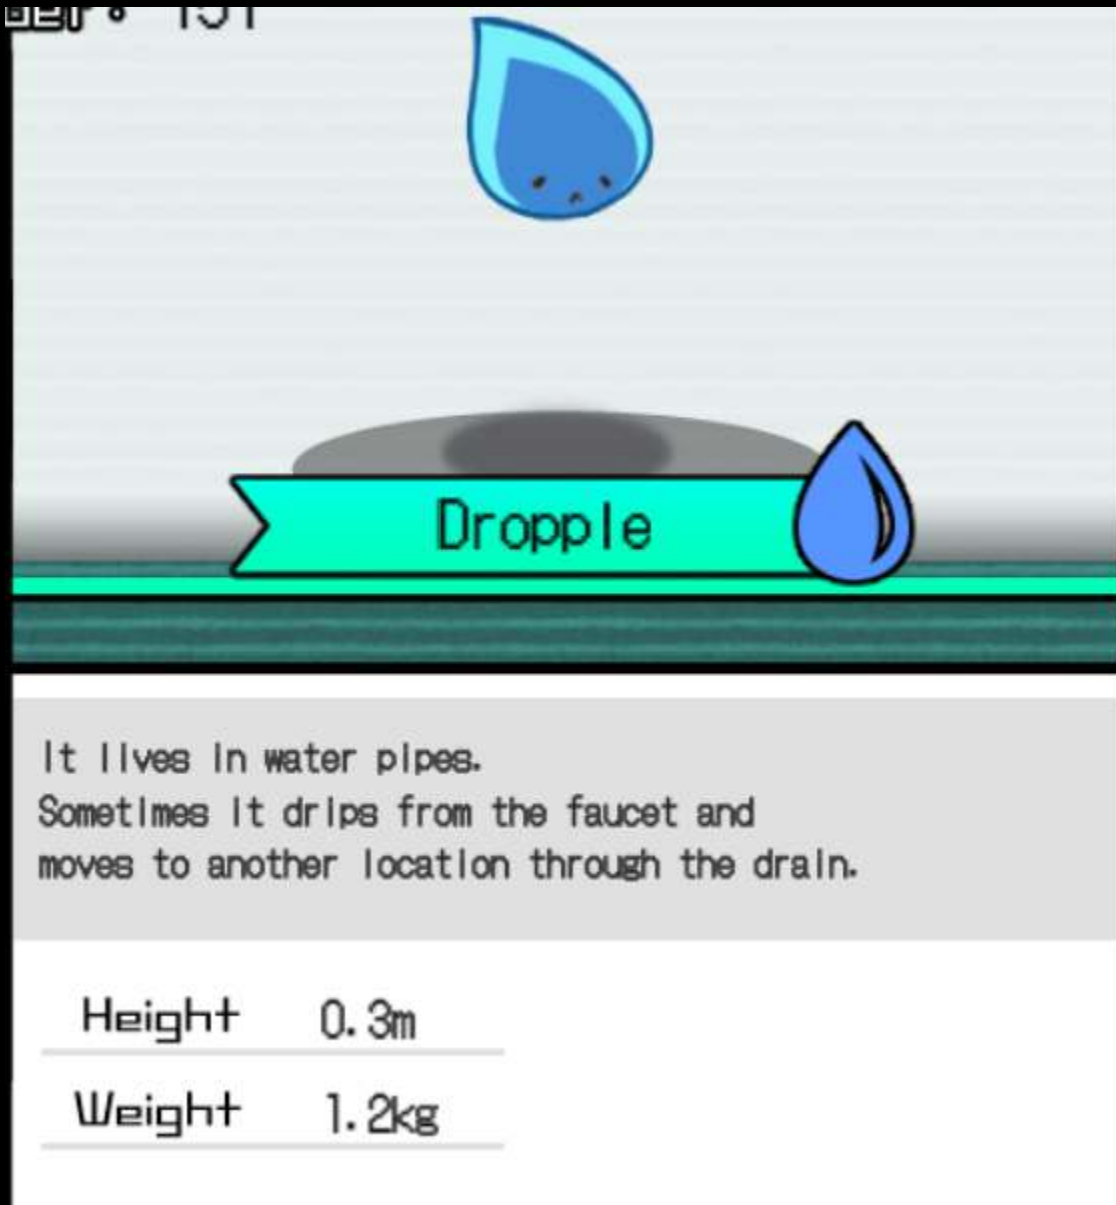 Dropple
It lives in water pipes.
Sometimes it drips from the faucet and
moves to another location through the drain.
Height 0.3m
Weight 1.2kg